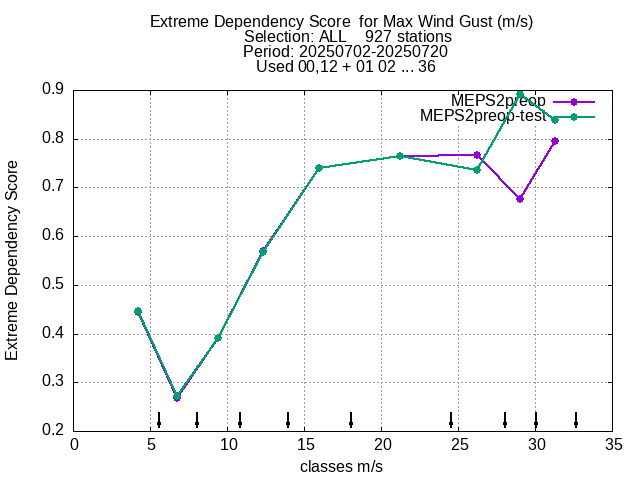 Extreme Dependency Score  for Max Wind Gust (m/s)
Selection: ALL    927 stations
Period: 20250702-20250720
Used 00,12 + 01 02 ... 36
MEPS2preop
MEPS2preop-test
Extreme Dependency Score
0.9
0.8
0.7
0.6
0.5
0.4
0.3
0.2
0 5 10 15 20 25 30 35
classes m/s